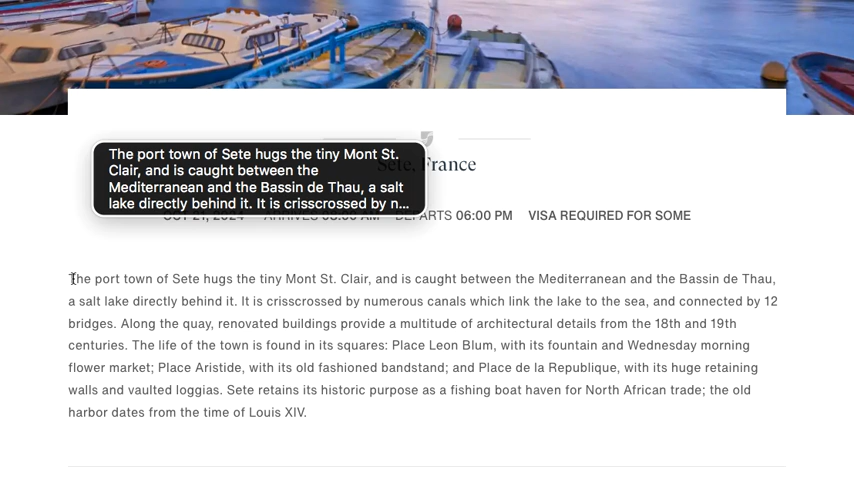 The port town of Sete hugs the tiny Mont St.
Clair, and is caught between the
Mediterranean and the Bassin de Thau, a salt
lake directly behind it. It is crisscrossed by n...
Sete, France
OCT 21, 2024 ARRIVES 08:00 AM DEPARTS 06:00 PM VISA REQUIRED FOR SOME
The port town of Sete hugs the tiny Mont St. Clair, and is caught between the Mediterranean and the Bassin de Thau,
a salt lake directly behind it. It is crisscrossed by numerous canals which link the lake to the sea, and connected by 12
bridges. Along the quay, renovated buildings provide a multitude of architectural details from the 18th and 19th
centuries. The life of the town is found in its squares: Place Leon Blum, with its fountain and Wednesday morning
flower market; Place Aristide, with its old fashioned bandstand; and Place de la Republique, with its huge retaining
walls and vaulted loggias. Sete retains its historic purpose as a fishing boat haven for North African trade; the old
harbor dates from the time of Louis XIV.